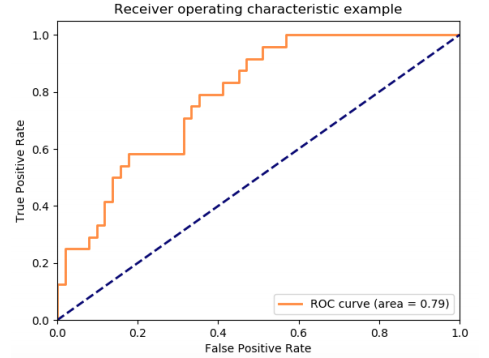 Receiver operating characteristic example
1.0
0.8
0.6
0.4
0.2
0.0
True Positive Rate
0.0 0.2 0.4 0.6 0.8 1.0
False Positive Rate
ROC curve (area = 0.79)